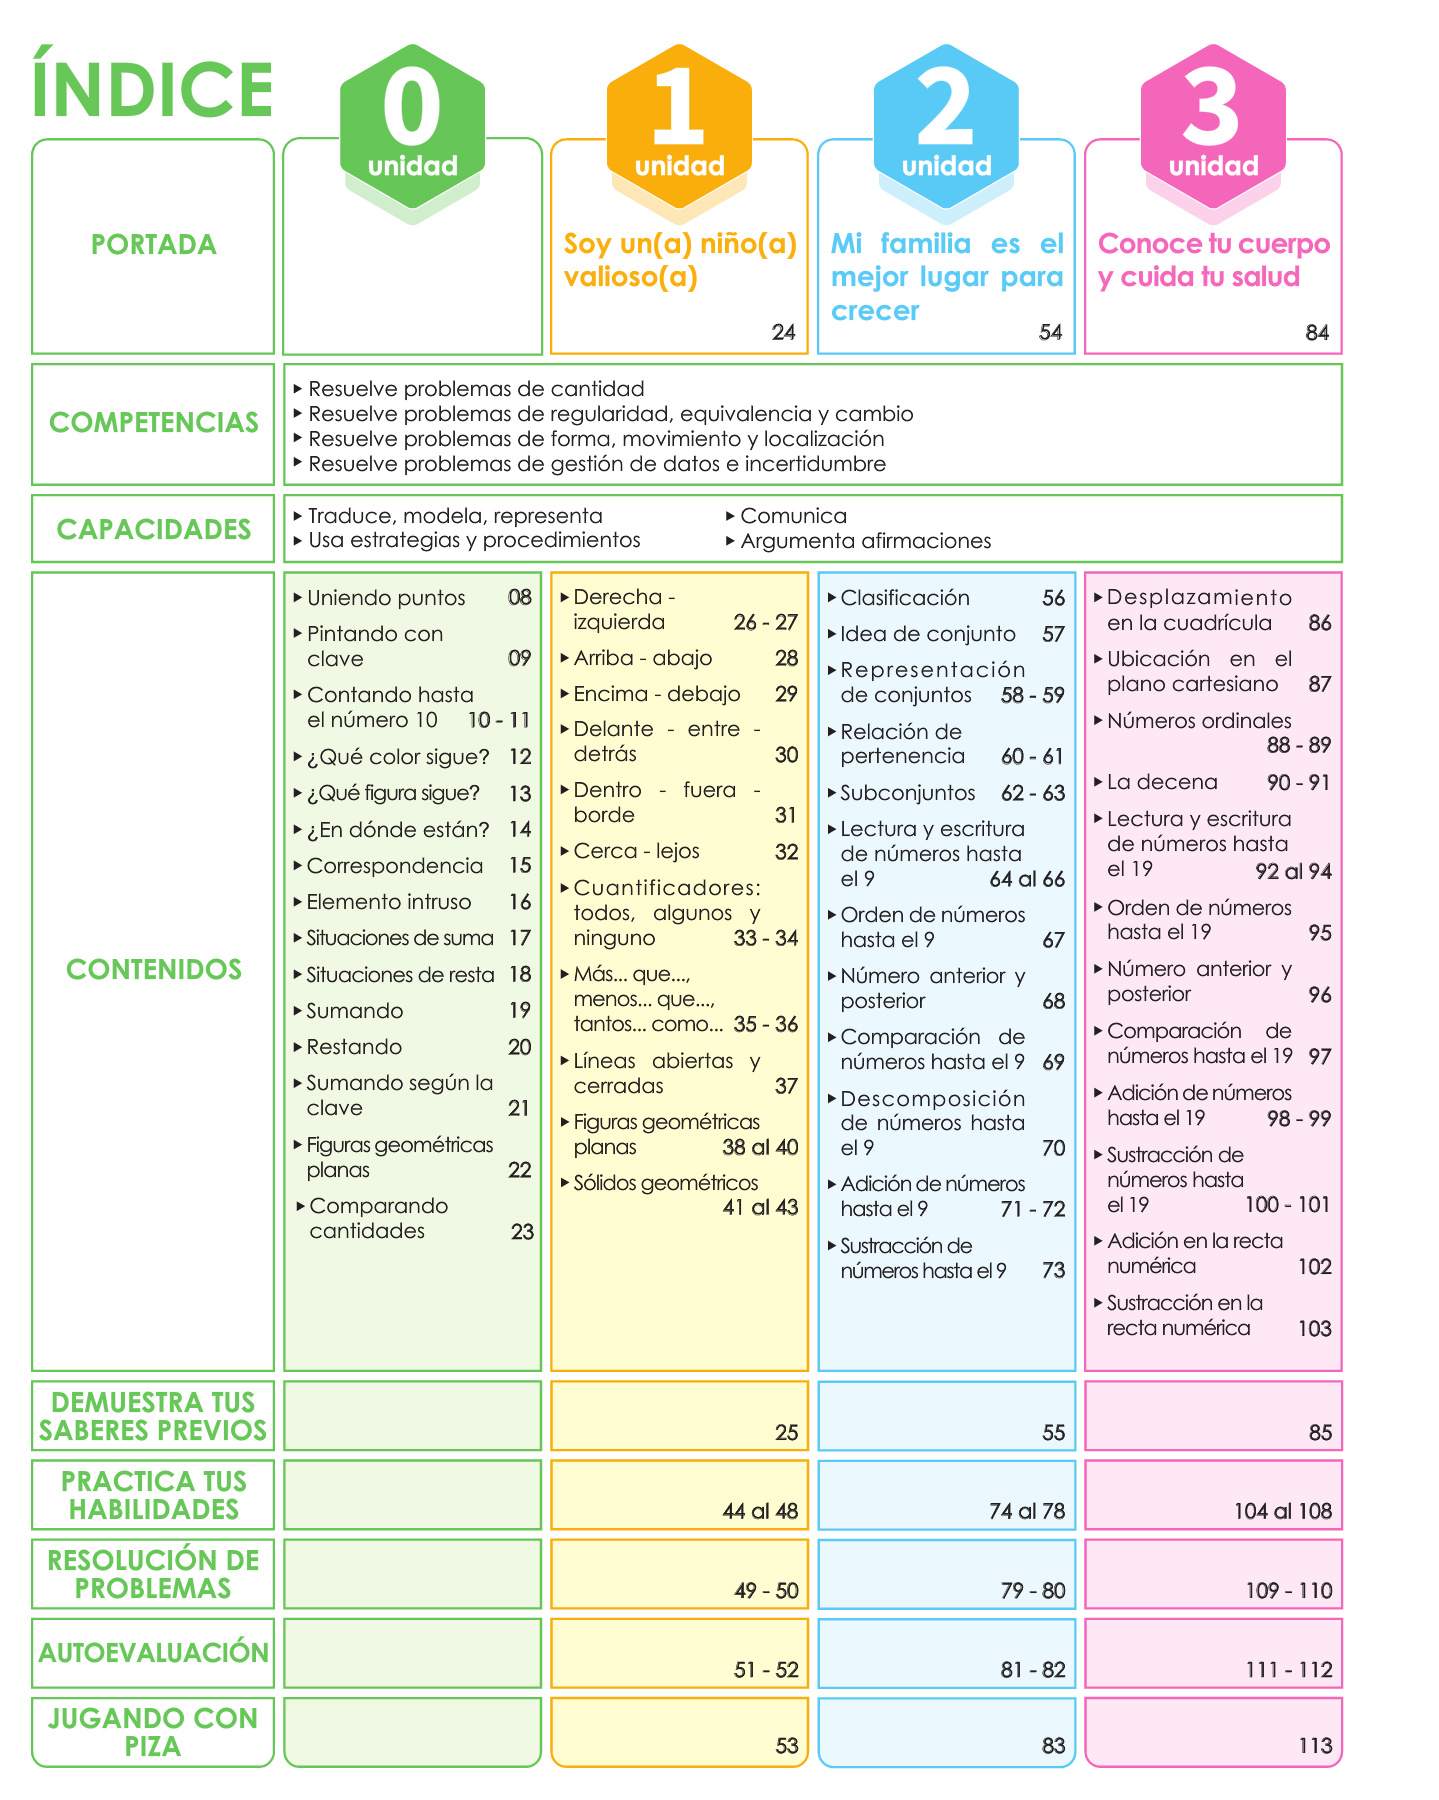 ÍNDICE
0
unidad
1
unidad
2
unidad
3
unidad
PORTADA
Soy un(a) niño(a)
valioso(a)
24
Mi familia es el
mejor lugar para
crecer
54
Conoce tu cuerpo
y cuida tu salud
84
COMPETENCIAS
▸ Resuelve problemas de cantidad
▸ Resuelve problemas de regularidad, equivalencia y cambio
▸ Resuelve problemas de forma, movimiento y localización
▸ Resuelve problemas de gestión de datos e incertidumbre
CAPACIDADES
▸ Traduce, modela, representa
▸ Usa estrategias y procedimientos
▸ Comunica
▸ Argumenta afirmaciones
CONTENIDOS
▸ Uniendo puntos 08
▸ Pintando con
clave 09
▸ Contando hasta
el número 10 10 - 11
▸ ¿Qué color sigue? 12
▸ ¿Qué figura sigue? 13
▸ ¿En dónde están? 14
▸ Correspondencia 15
▸ Elemento intruso 16
▸ Situaciones de suma 17
▸ Situaciones de resta 18
▸ Sumando 19
▸ Restando 20
▸ Sumando según la
clave 21
▸ Figuras geométricas
planas 22
▸ Comparando
cantidades 23
▸ Derecha -
izquierda 26 - 27
▸ Arriba - abajo 28
▸ Encima - debajo 29
▸ Delante - entre -
detrás 30
▸ Dentro - fuera -
borde 31
▸ Cerca - lejos 32
▸ Cuantificadores:
todos, algunos y
ninguno 33 - 34
▸ Más... que...,
menos... que...,
tantos... como... 35 - 36
▸ Líneas abiertas y
cerradas 37
▸ Figuras geométricas
planas 38 al 40
▸ Sólidos geométricos
41 al 43
▸ Clasificación 56
▸ Idea de conjunto 57
▸ Representación
de conjuntos 58 - 59
▸ Relación de
pertenencia 60 - 61
▸ Subconjuntos 62 - 63
▸ Lectura y escritura
de números hasta
el 9 64 al 66
▸ Orden de números
hasta el 9 67
▸ Número anterior y
posterior 68
▸ Comparación de
números hasta el 9 69
▸ Descomposición
de números hasta
el 9 70
▸ Adición de números
hasta el 9 71 - 72
▸ Sustracción de
números hasta el 9 73
▸ Desplazamiento
en la cuadrícula 86
▸ Ubicación en el
plano cartesiano 87
▸ Números ordinales
88 - 89
▸ La decena 90 - 91
▸ Lectura y escritura
de números hasta
el 19 92 al 94
▸ Orden de números
hasta el 19 95
▸ Número anterior y
posterior 96
▸ Comparación de
números hasta el 19 97
▸ Adición de números
hasta el 19 98 - 99
▸ Sustracción de
números hasta
el 19 100 - 101
▸ Adición en la recta
numérica 102
▸ Sustracción en la
recta numérica 103
DEMUESTRA TUS
SABERES PREVIOS
25
55
85
PRACTICA TUS
HABILIDADES
44 al 48
74 al 78
104 al 108
RESOLUCIÓN DE
PROBLEMAS
49 - 50
79 - 80
109 - 110
AUTOEVALUACIÓN
51 - 52
81 - 82
111 - 112
JUGANDO CON
PIZA
53
83
113